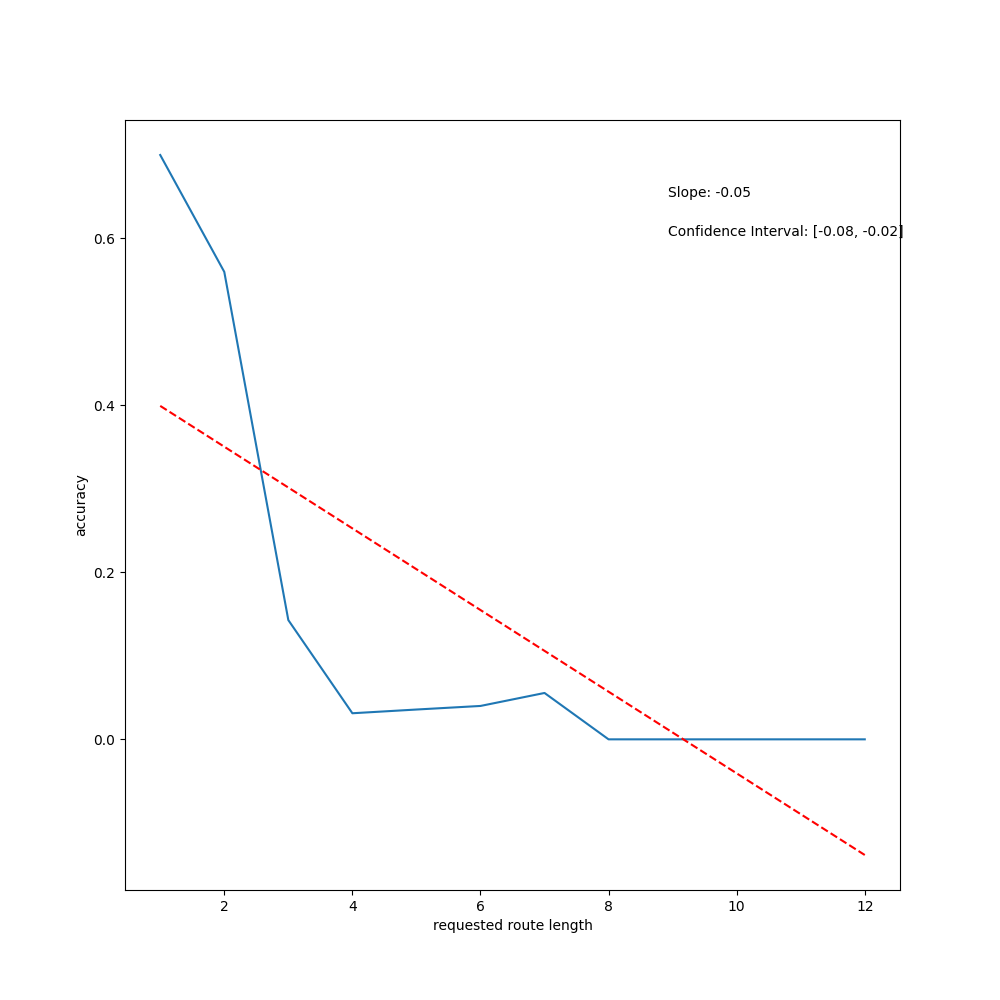 Slope: -0.05
Confidence Interval: [-0.08, -0.02]
0.6
0.4
0.2
0.0
accuracy
2 4 6 8 10 12
requested route length